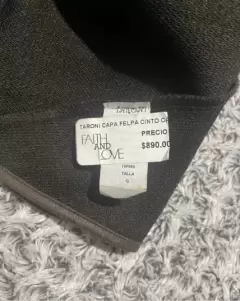 TARONI CAPA FELPA CINTO
PRECIO
FAITH
AND
LOVE
$890.00
TALLA